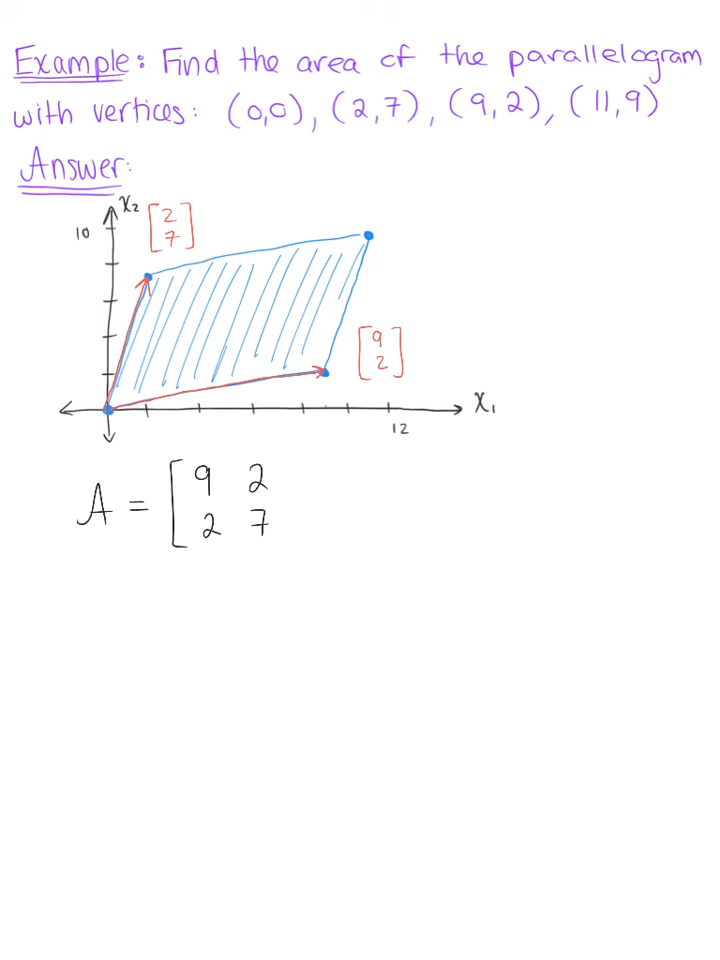 Example: Find the area of the parallelogram
with vertices: (0,0), (2,7), (9,2), (11,9)
Answer:
x₂
[2
7]
10
[9
2]
x₁
12
A = [9 2
2 7